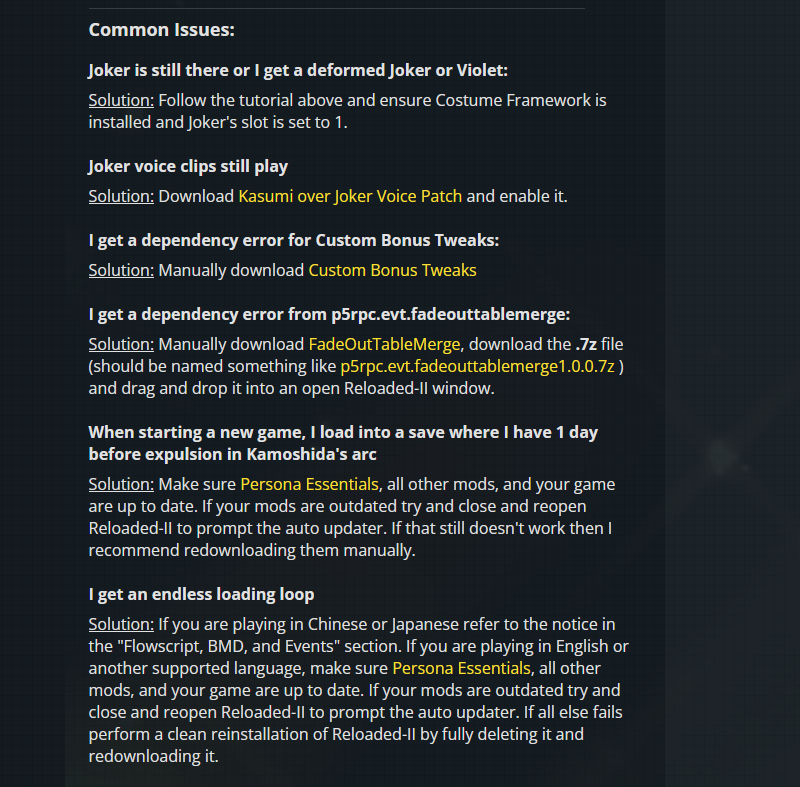 Common Issues:
Joker is still there or I get a deformed Joker or Violet:
Solution: Follow the tutorial above and ensure Costume Framework is
installed and Joker's slot is set to 1.
Joker voice clips still play
Solution: Download Kasumi over Joker Voice Patch and enable it.
I get a dependency error for Custom Bonus Tweaks:
Solution: Manually download Custom Bonus Tweaks
I get a dependency error from p5rpc.evt.fadeouttablemerge:
Solution: Manually download FadeOutTableMerge, download the .7z file
(should be named something like p5rpc.evt.fadeouttablemerge1.0.0.7z )
and drag and drop it into an open Reloaded-II window.
When starting a new game, I load into a save where I have 1 day
before expulsion in Kamoshida's arc
Solution: Make sure Persona Essentials, all other mods, and your game
are up to date. If your mods are outdated try and close and reopen
Reloaded-II to prompt the auto updater. If that still doesn't work then I
recommend redownloading them manually.
I get an endless loading loop
Solution: If you are playing in Chinese or Japanese refer to the notice in
the "Flowscript, BMD, and Events" section. If you are playing in English or
another supported language, make sure Persona Essentials, all other
mods, and your game are up to date. If your mods are outdated try and
close and reopen Reloaded-II to prompt the auto updater. If all else fails
perform a clean reinstallation of Reloaded-II by fully deleting it and
redownloading it.